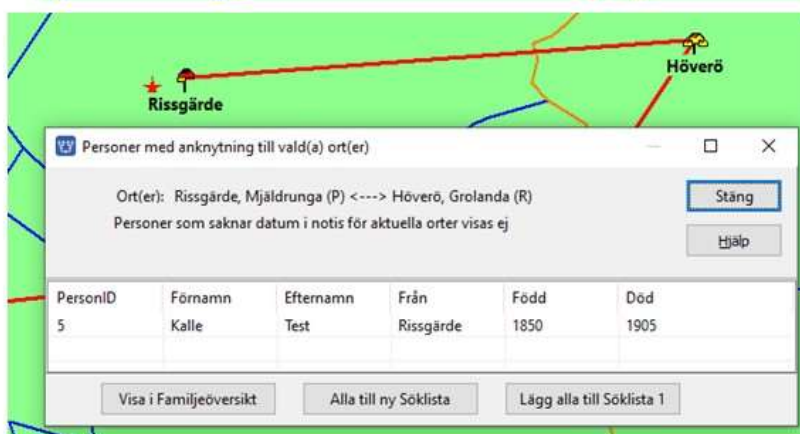 Höverö
Rissgärde
Personer med anknytning till vald(a) ort(er)
Ort(er): Rissgärde, Mjäldrunga (P) <---> Höverö, Grolanda (R)
Stäng
Personer som saknar datum i notis för aktuella orter visas ej
Hjälp
PersonID Förnamn Efternamn Från Född Död
5 Kalle Test Rissgärde 1850 1905
Visa i Familjeöversikt Alla till ny Söklista Lägg alla till Söklista 1